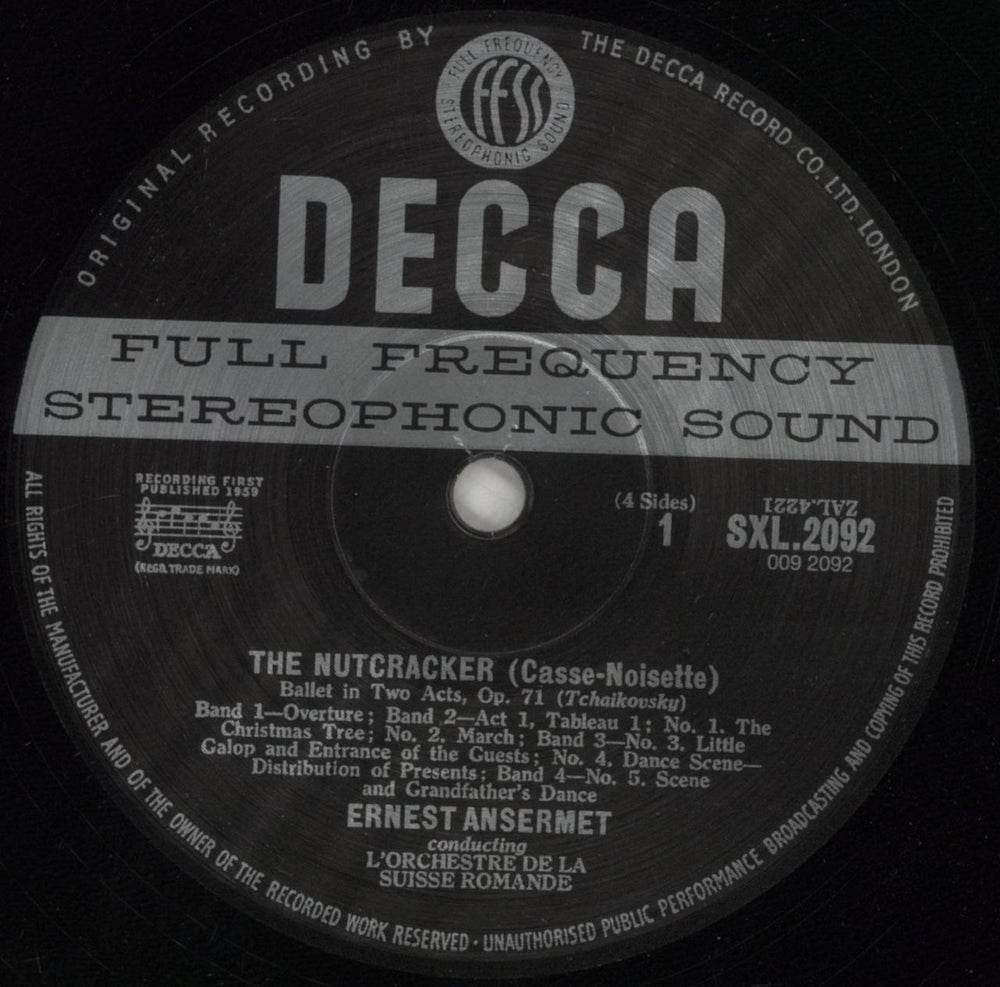 ORIGINAL RECORDING BY
THE DECCA RECORD CO. LTD. LONDON
FULL FREQUENCY
FFSS
STEREOPHONIC SOUND
DECCA
FULL FREQUENCY
STEREOPHONIC SOUND
RECORDING FIRST
PUBLISHED 1959
DECCA
(REGD. TRADE MARK)
(4 Sides)
1
ZAL.4221
SXL.2092
009 2092
THE NUTCRACKER (Casse-Noisette)
Ballet in Two Acts, Op. 71 (Tchaikovsky)
Band 1—Overture; Band 2—Act 1, Tableau 1; No. 1. The
Christmas Tree; No. 2. March; Band 3—No. 3. Little
Galop and Entrance of the Guests; No. 4. Dance Scene—
Distribution of Presents; Band 4—No. 5. Scene
and Grandfather's Dance
ERNEST ANSERMET
conducting
L'ORCHESTRE DE LA
SUISSE ROMANDE
ALL RIGHTS OF THE MANUFACTURER AND OF THE OWNER OF THE RECORDED WORK RESERVED · UNAUTHORISED PUBLIC PERFORMANCE BROADCASTING AND COPYING OF THIS RECORD PROHIBITED